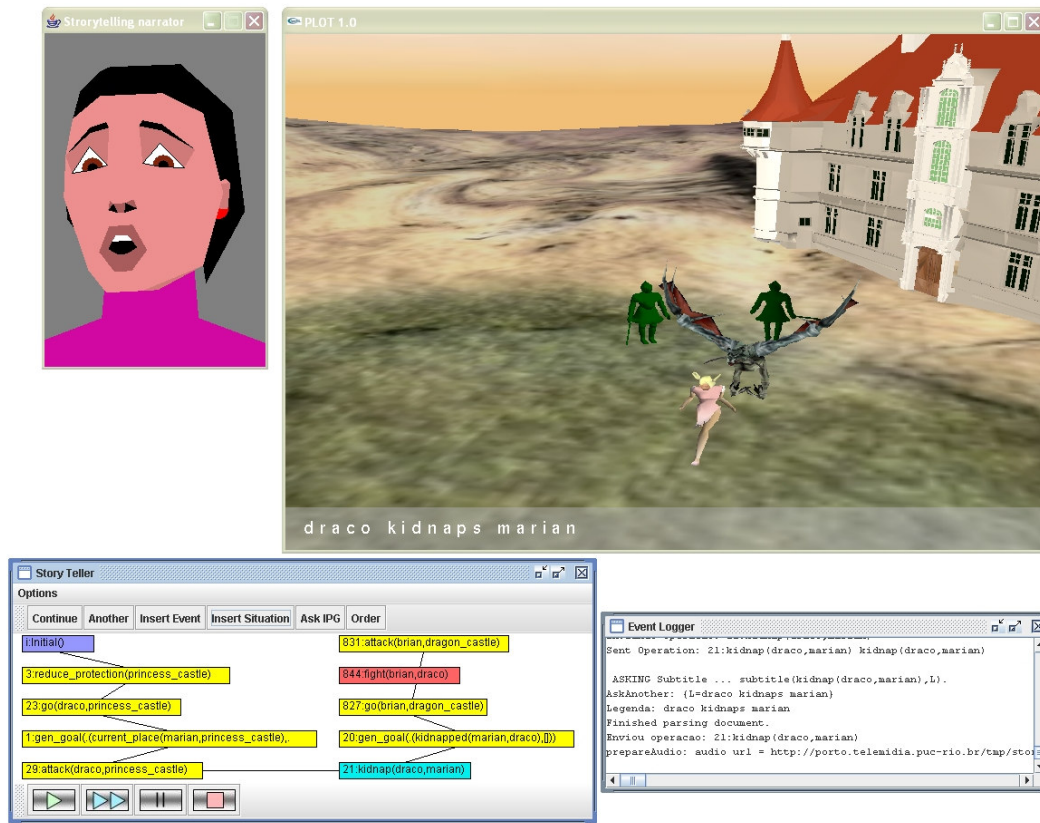 Strorytelling narrator
PLOT 1.0
draco kidnaps marian
Story Teller
Options
Continue Another Insert Event Insert Situation Ask IPG Order
i:Initial()
3:reduce_protection(princess_castle)
23:go(draco,princess_castle)
1:gen_goal(.(current_place(marian,princess_castle),.
29:attack(draco,princess_castle)
831:attack(brian,dragon_castle)
844:fight(brian,draco)
827:go(brian,dragon_castle)
20:gen_goal(.(kidnapped(marian,draco),[]))
21:kidnap(draco,marian)
Event Logger
Sent Operation: 21:kidnap(draco,marian) kidnap(draco,marian)
ASKING Subtitle ... subtitle(kidnap(draco,marian),L).
AskAnother: {L=draco kidnaps marian}
Legenda: draco kidnaps marian
Finished parsing document.
Enviou operacao: 21:kidnap(draco,marian)
prepareAudio: audio url = http://porto.telemidia.puc-rio.br/tmp/stor